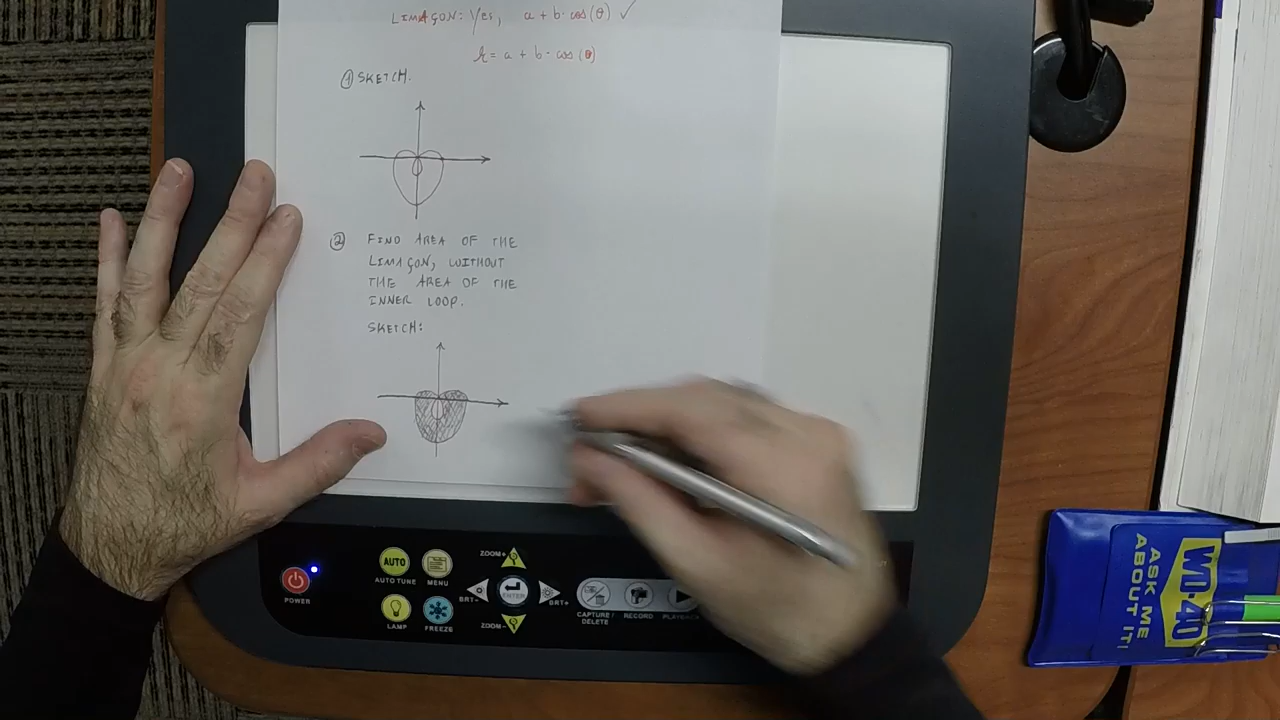 LIMAÇON: Yes, a + b · cos(θ) ✓
r = a + b · cos(θ)
① SKETCH.
② FIND AREA OF THE
LIMAÇON, WITHOUT
THE AREA OF THE
INNER LOOP.
SKETCH:
ZOOM+
AUTO
AUTO TUNE
MENU
BRT-
ENTER
BRT+
POWER
LAMP
FREEZE
ZOOM-
CAPTURE/
DELETE
RECORD
PLAYBACK
WI-40
ASK ME
ABOUT IT!